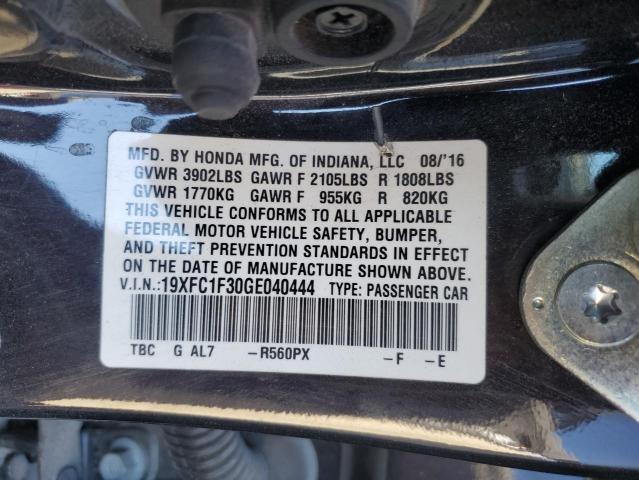 MFD. BY HONDA MFG. OF INDIANA, LLC 08/'16
GVWR 3902LBS GAWR F 2105LBS R 1808LBS
GVWR 1770KG GAWR F 955KG R 820KG
THIS VEHICLE CONFORMS TO ALL APPLICABLE
FEDERAL MOTOR VEHICLE SAFETY, BUMPER,
AND THEFT PREVENTION STANDARDS IN EFFECT
ON THE DATE OF MANUFACTURE SHOWN ABOVE.
V.I.N.:19XFC1F30GE040444 TYPE: PASSENGER CAR
TBC G AL7 -R560PX -F -E